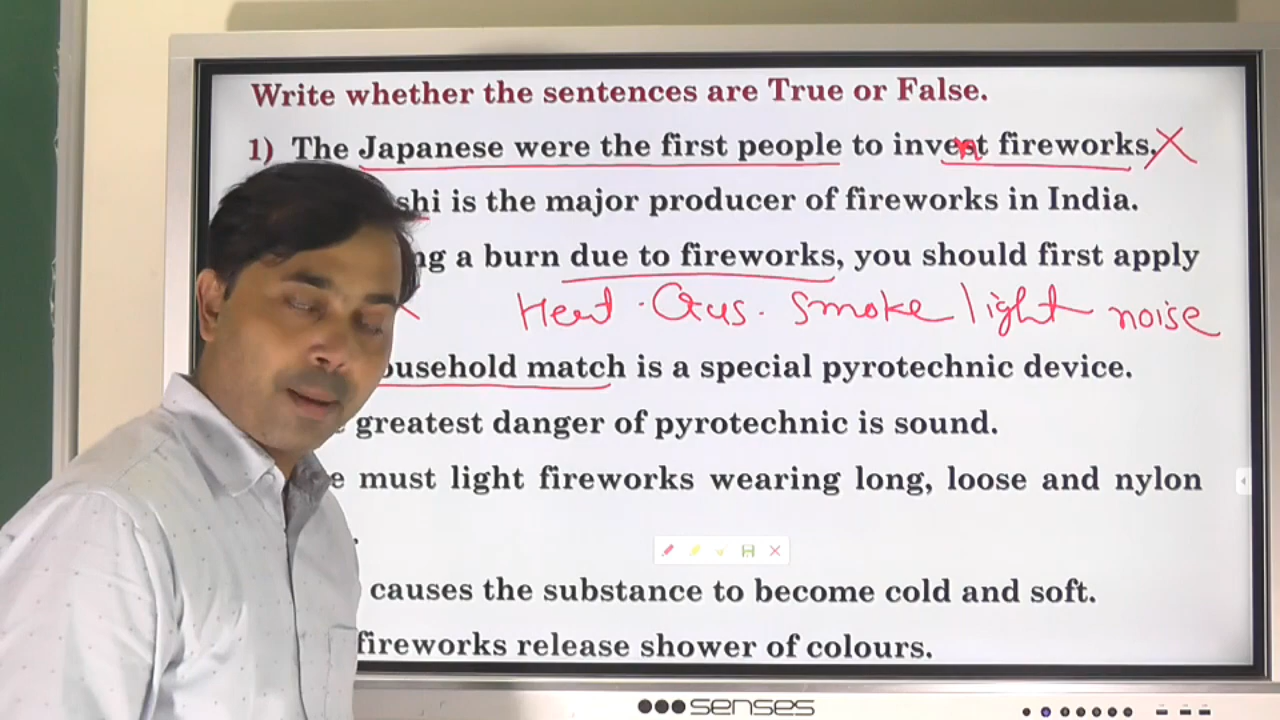 Write whether the sentences are True or False.
1) The Japanese were the first people to invent fireworks. X
shi is the major producer of fireworks in India.
ng a burn due to fireworks, you should first apply
Heat. Gas. Smoke light noise
ousehold match is a special pyrotechnic device.
greatest danger of pyrotechnic is sound.
e must light fireworks wearing long, loose and nylon
causes the substance to become cold and soft.
fireworks release shower of colours.
senses